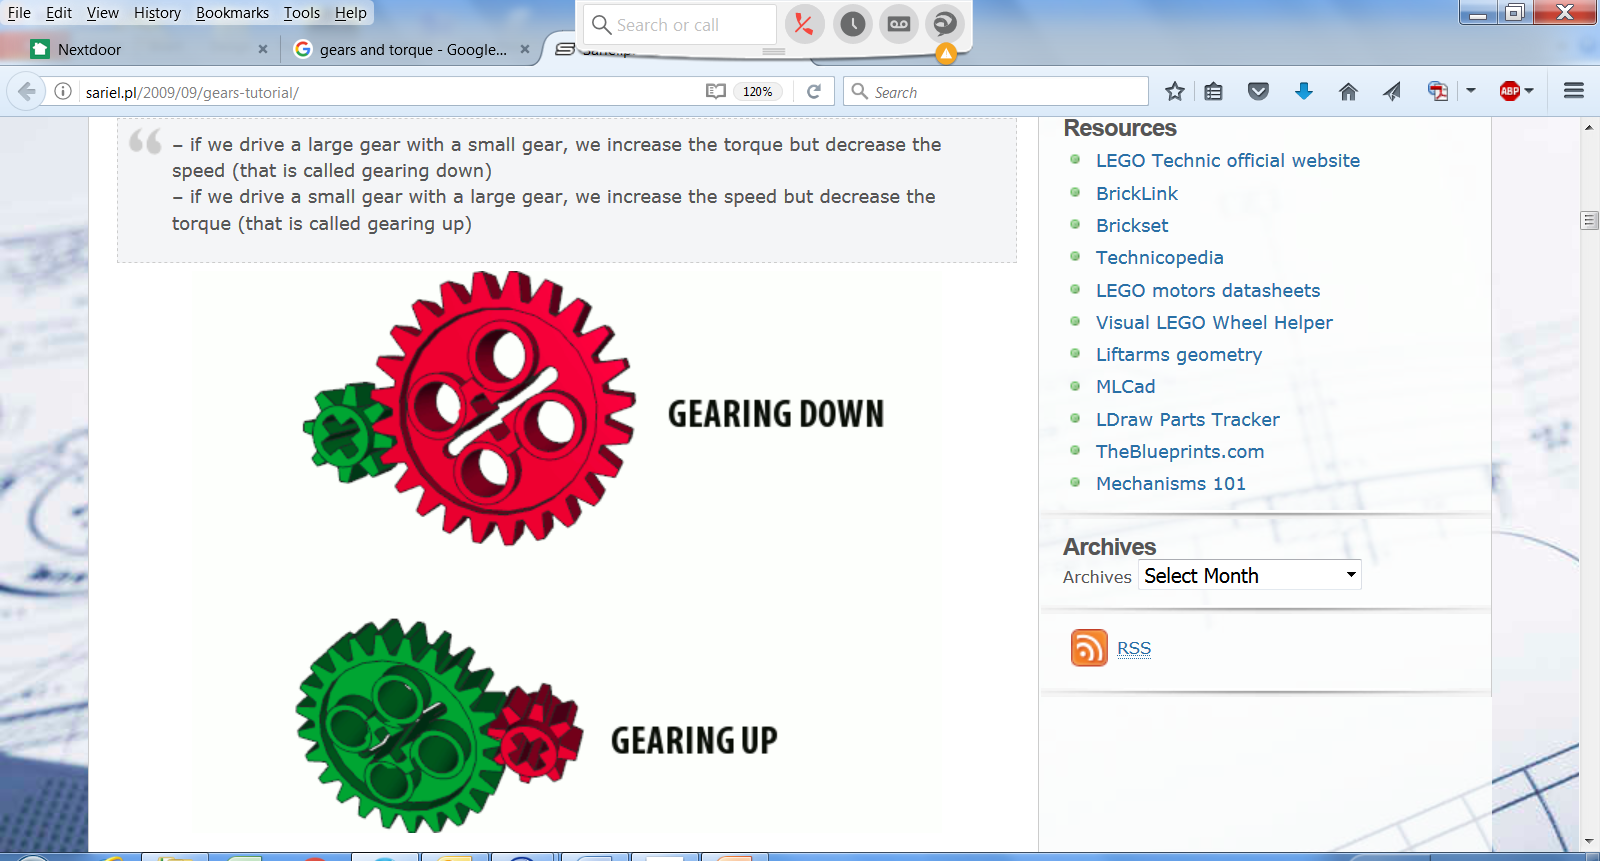 File Edit View History Bookmarks Tools Help
Search or call
Nextdoor
gears and torque - Google...
sariel.pl/2009/09/gears-tutorial/
120%
Search
ABP
– if we drive a large gear with a small gear, we increase the torque but decrease the
speed (that is called gearing down)
– if we drive a small gear with a large gear, we increase the speed but decrease the
torque (that is called gearing up)
GEARING DOWN
GEARING UP
Resources
LEGO Technic official website
BrickLink
Brickset
Technicopedia
LEGO motors datasheets
Visual LEGO Wheel Helper
Liftarms geometry
MLCad
LDraw Parts Tracker
TheBlueprints.com
Mechanisms 101
Archives
Archives Select Month
RSS